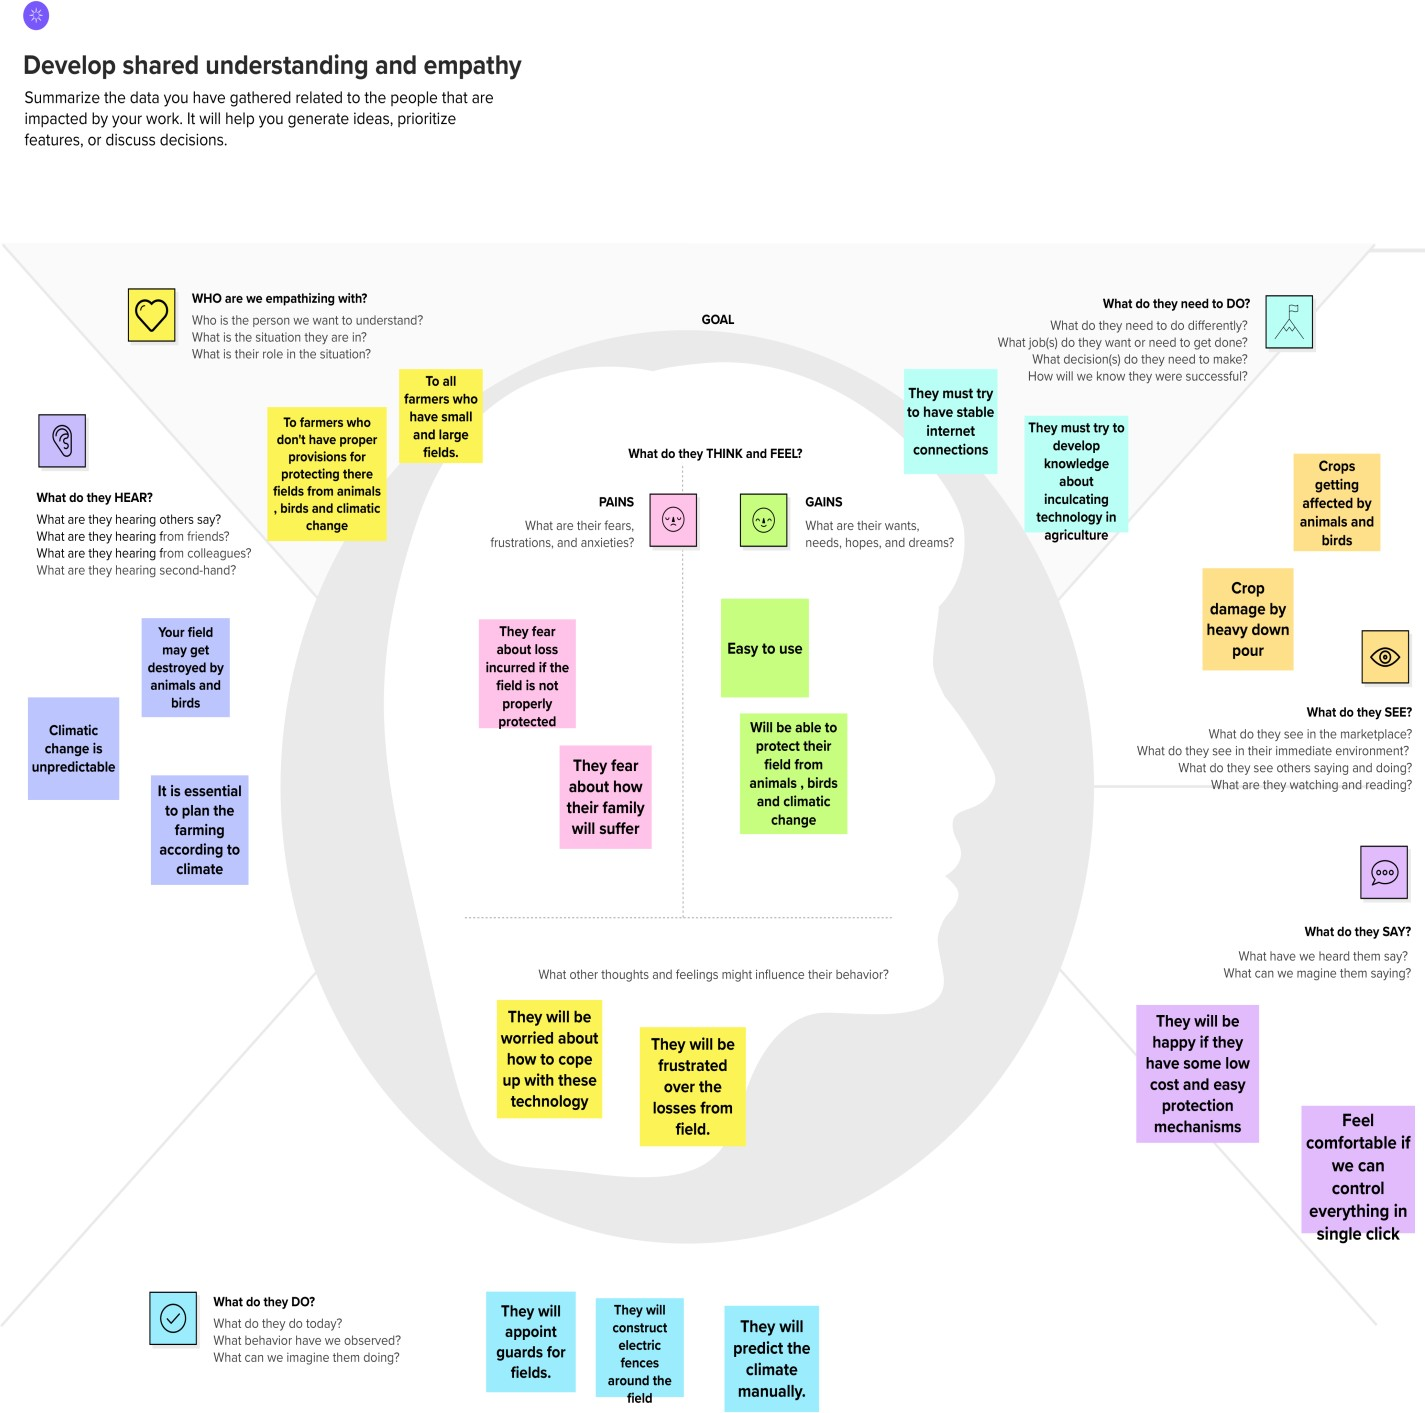 Develop shared understanding and empathy
Summarize the data you have gathered related to the people that are
impacted by your work. It will help you generate ideas, prioritize
features, or discuss decisions.
WHO are we empathizing with?
Who is the person we want to understand?
What is the situation they are in?
What is their role in the situation?
To farmers who
don't have proper
provisions for
protecting there
fields from animals
, birds and climatic
change
To all
farmers who
have small
and large
fields.
GOAL
What do they need to DO?
What do they need to do differently?
What job(s) do they want or need to get done?
What decision(s) do they need to make?
How will we know they were successful?
They must try
to have stable
internet
connections
They must try to
develop
knowledge
about
inculcating
technology in
agriculture
What do they HEAR?
What are they hearing others say?
What are they hearing from friends?
What are they hearing from colleagues?
What are they hearing second-hand?
Your field
may get
destroyed by
animals and
birds
Climatic
change is
unpredictable
It is essential
to plan the
farming
according to
climate
What do they THINK and FEEL?
PAINS
What are their fears,
frustrations, and anxieties?
GAINS
What are their wants,
needs, hopes, and dreams?
They fear
about loss
incurred if the
field is not
properly
protected
They fear
about how
their family
will suffer
Easy to use
Will be able to
protect their
field from
animals , birds
and climatic
change
What other thoughts and feelings might influence their behavior?
They will be
worried about
how to cope
up with these
technology
They will be
frustrated
over the
losses from
field.
Crops
getting
affected by
animals and
birds
Crop
damage by
heavy down
pour
What do they SEE?
What do they see in the marketplace?
What do they see in their immediate environment?
What do they see others saying and doing?
What are they watching and reading?
What do they SAY?
What have we heard them say?
What can we magine them saying?
They will be
happy if they
have some low
cost and easy
protection
mechanisms
Feel
comfortable if
we can
control
everything in
single click
What do they DO?
What do they do today?
What behavior have we observed?
What can we imagine them doing?
They will
appoint
guards for
fields.
They will
construct
electric
fences
around the
field
They will
predict the
climate
manually.